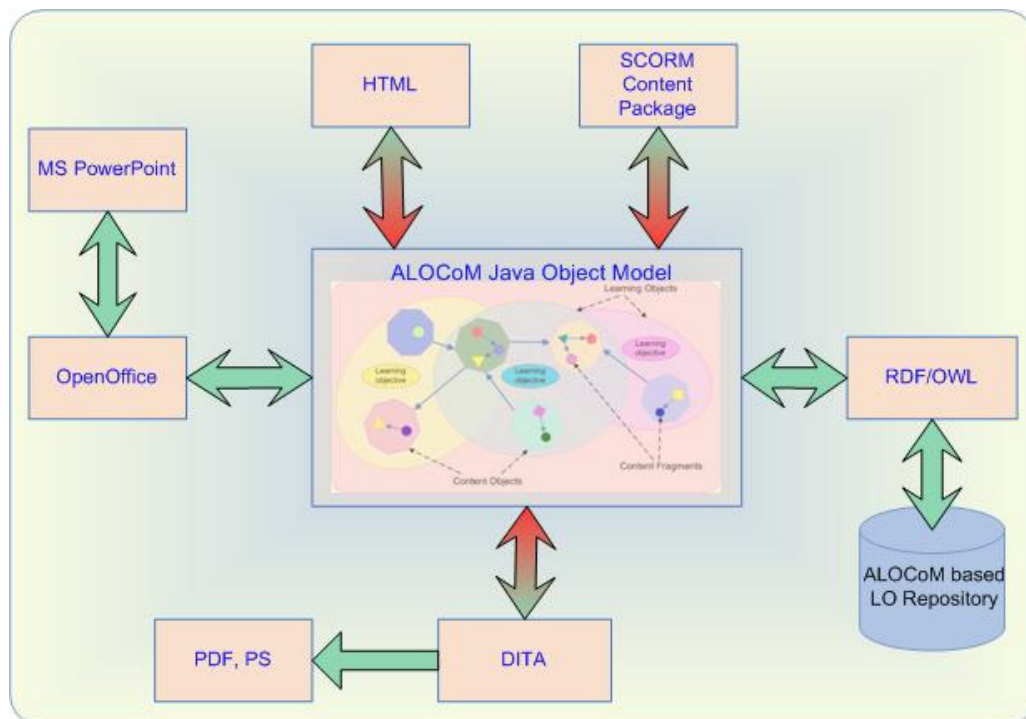 HTML
SCORM
Content
Package
MS PowerPoint
ALOCoM Java Object Model
Learning Objects
Learning
objective
Learning
objective
Learning
objective
Content Fragments
Content Objects
OpenOffice
RDF/OWL
ALOCoM based
LO Repository
PDF, PS
DITA